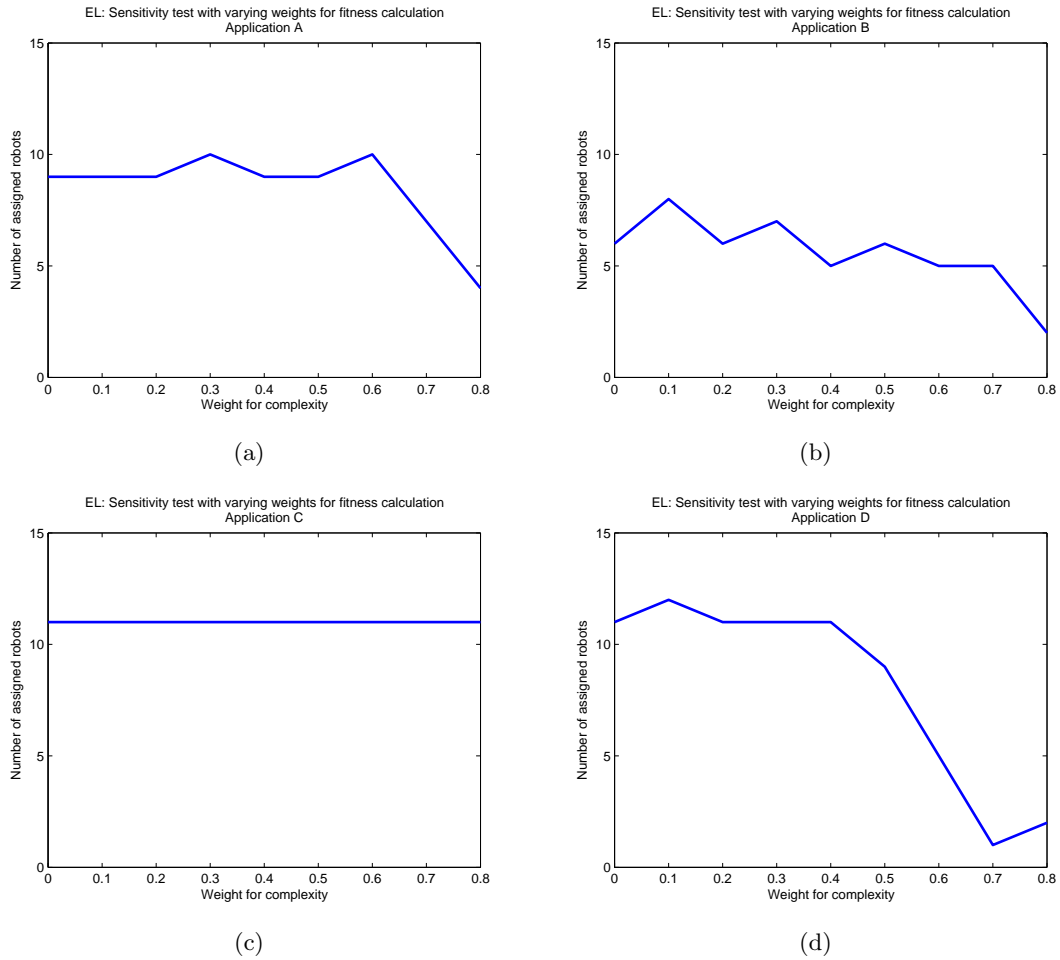 EL: Sensitivity test with varying weights for fitness calculation
Application A
15
10
5
0
Number of assigned robots
0 0.1 0.2 0.3 0.4 0.5 0.6 0.7 0.8
Weight for complexity
(a)
EL: Sensitivity test with varying weights for fitness calculation
Application B
15
10
5
0
Number of assigned robots
0 0.1 0.2 0.3 0.4 0.5 0.6 0.7 0.8
Weight for complexity
(b)
EL: Sensitivity test with varying weights for fitness calculation
Application C
15
10
5
0
Number of assigned robots
0 0.1 0.2 0.3 0.4 0.5 0.6 0.7 0.8
Weight for complexity
(c)
EL: Sensitivity test with varying weights for fitness calculation
Application D
15
10
5
0
Number of assigned robots
0 0.1 0.2 0.3 0.4 0.5 0.6 0.7 0.8
Weight for complexity
(d)